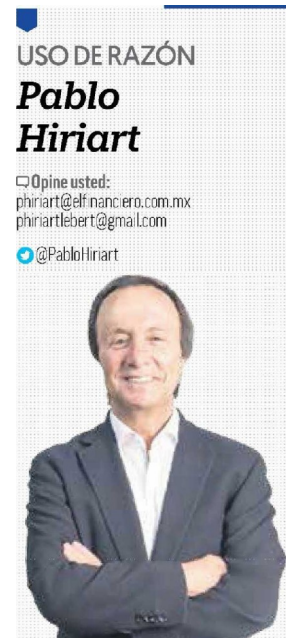 USO DE RAZÓN
Pablo
Hiriart
Opine usted:
phiriart@elfinanciero.com.mx
phiriartlebert@gmail.com
@PabloHiriart